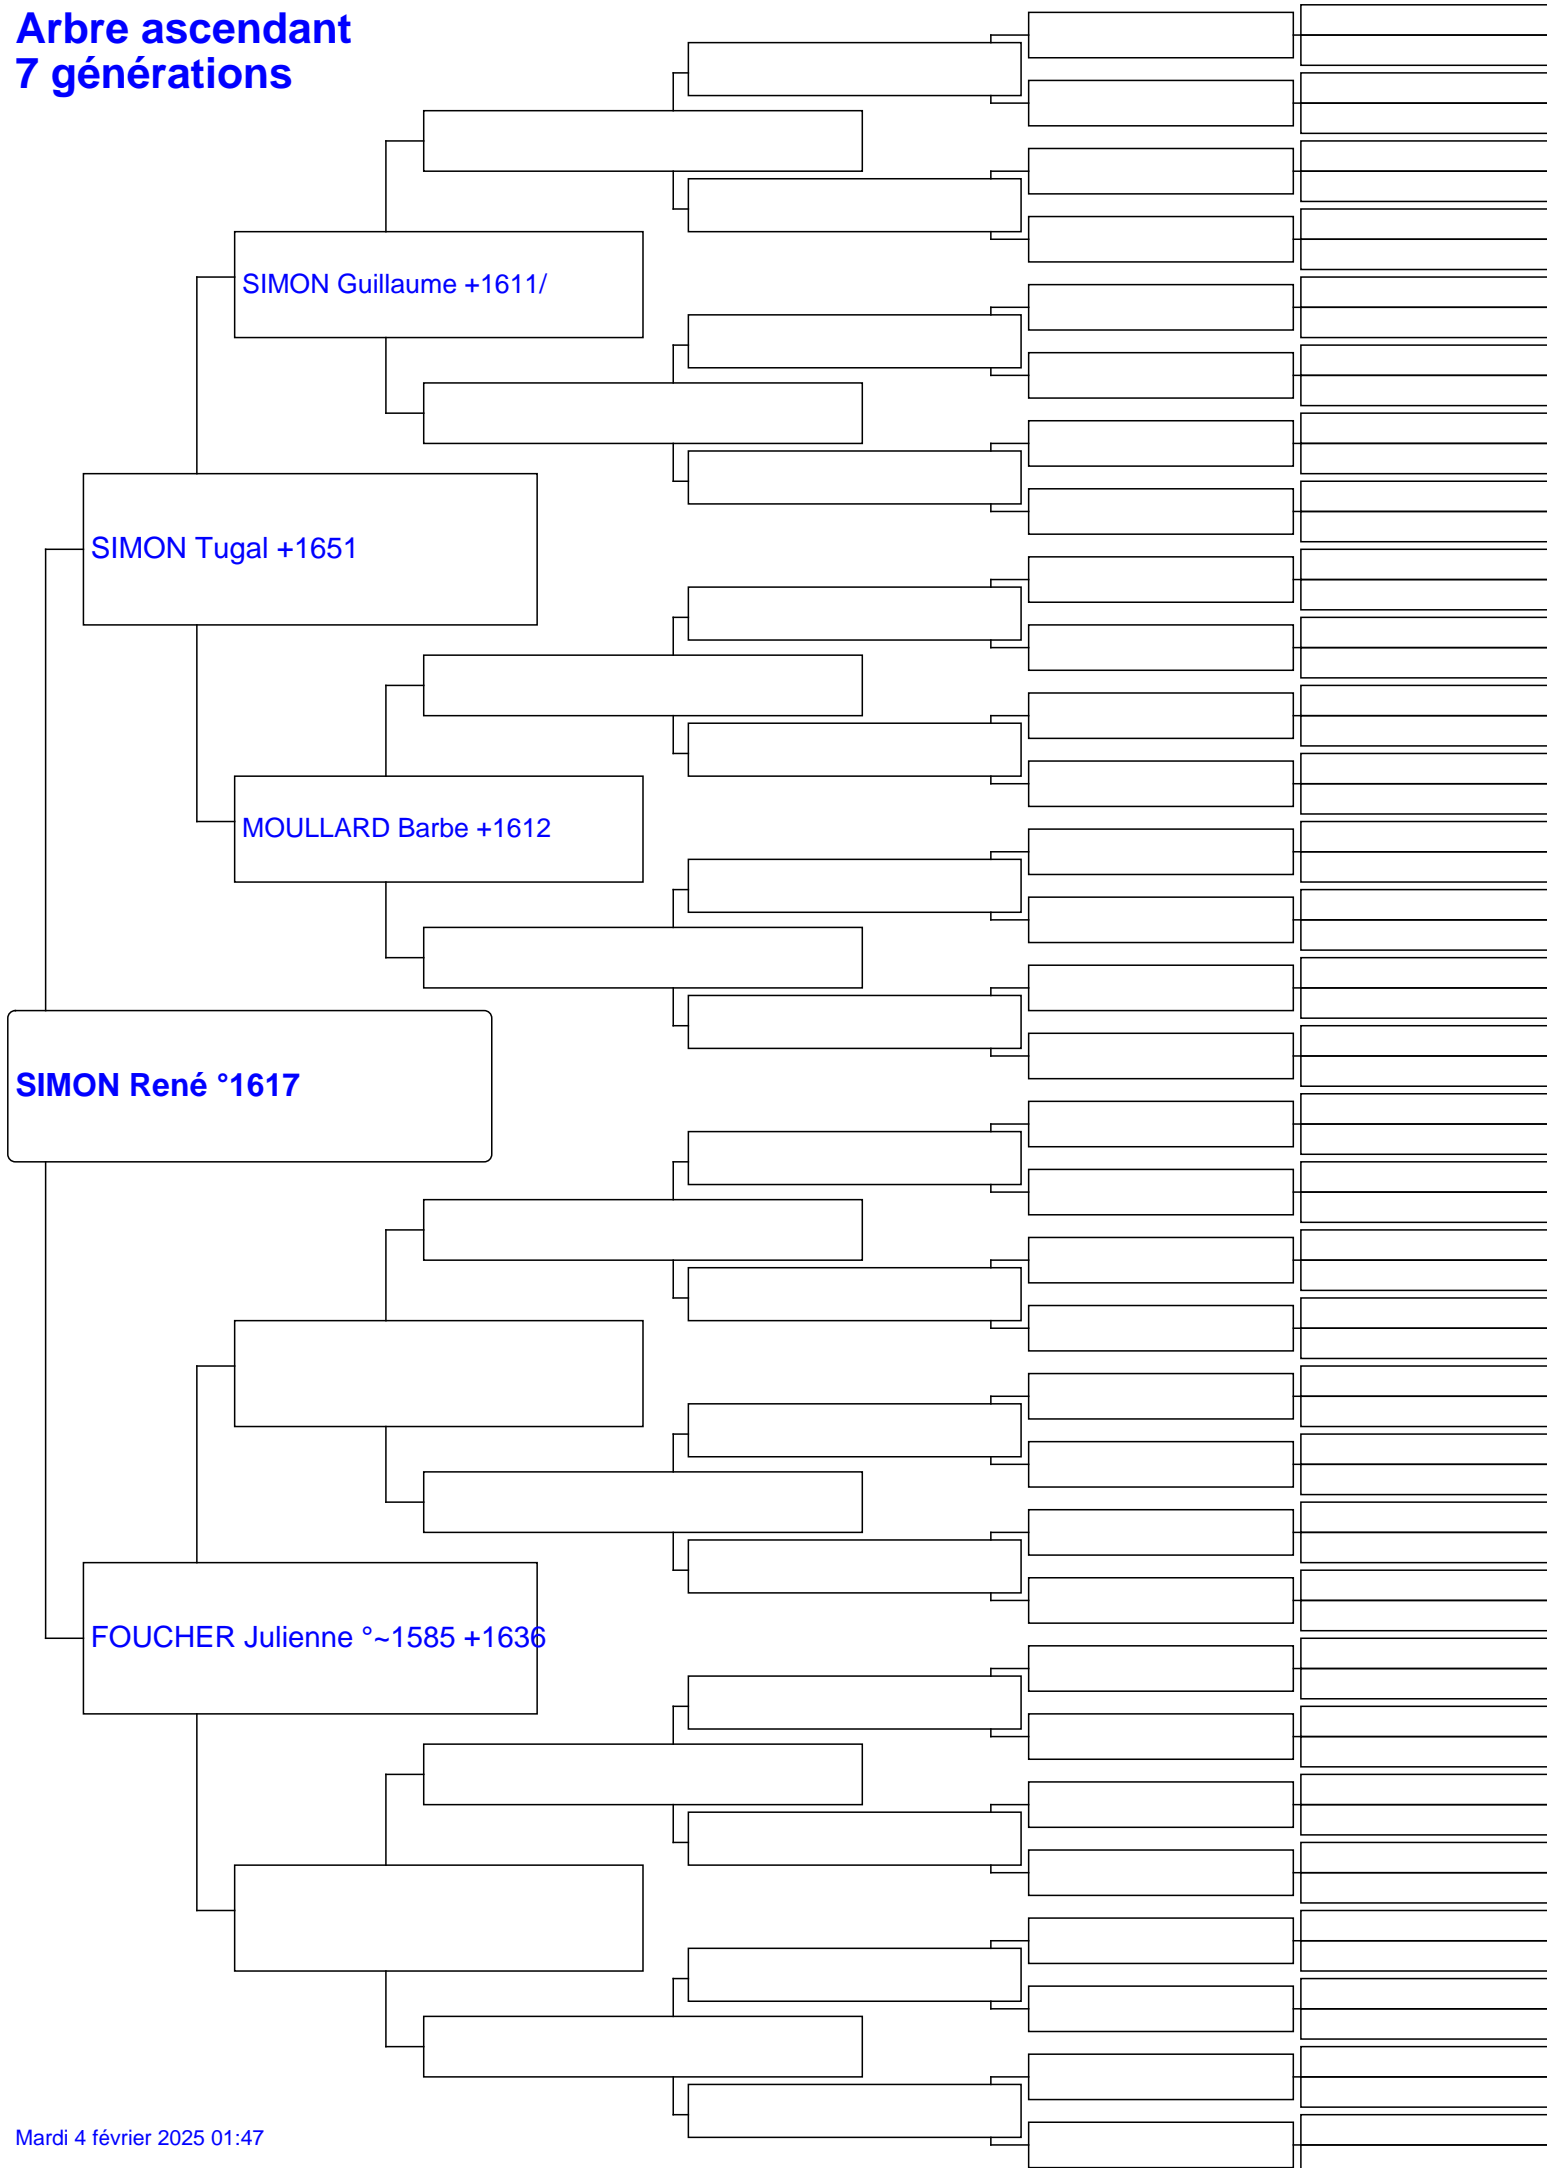 Arbre ascendant
7 générations
SIMON Guillaume +1611/
SIMON Tugal +1651
MOULLARD Barbe +1612
SIMON René °1617
FOUCHER Julienne °~1585 +1636
Mardi 4 février 2025 01:47